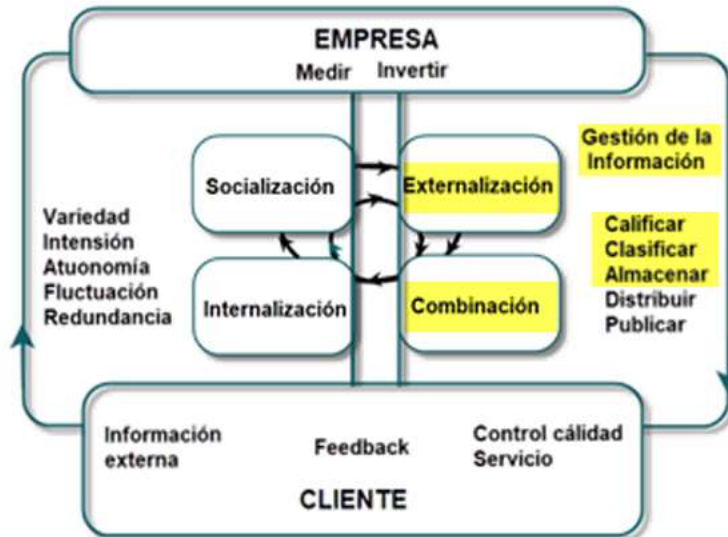 EMPRESA
Medir Invertir
Gestión de la
Información
Socialización
Externalización
Variedad
Intensión
Atuonomía
Fluctuación
Redundancia
Calificar
Clasificar
Almacenar
Distribuir
Publicar
Internalización
Combinación
Información
externa
Feedback
Control cálidad
Servicio
CLIENTE